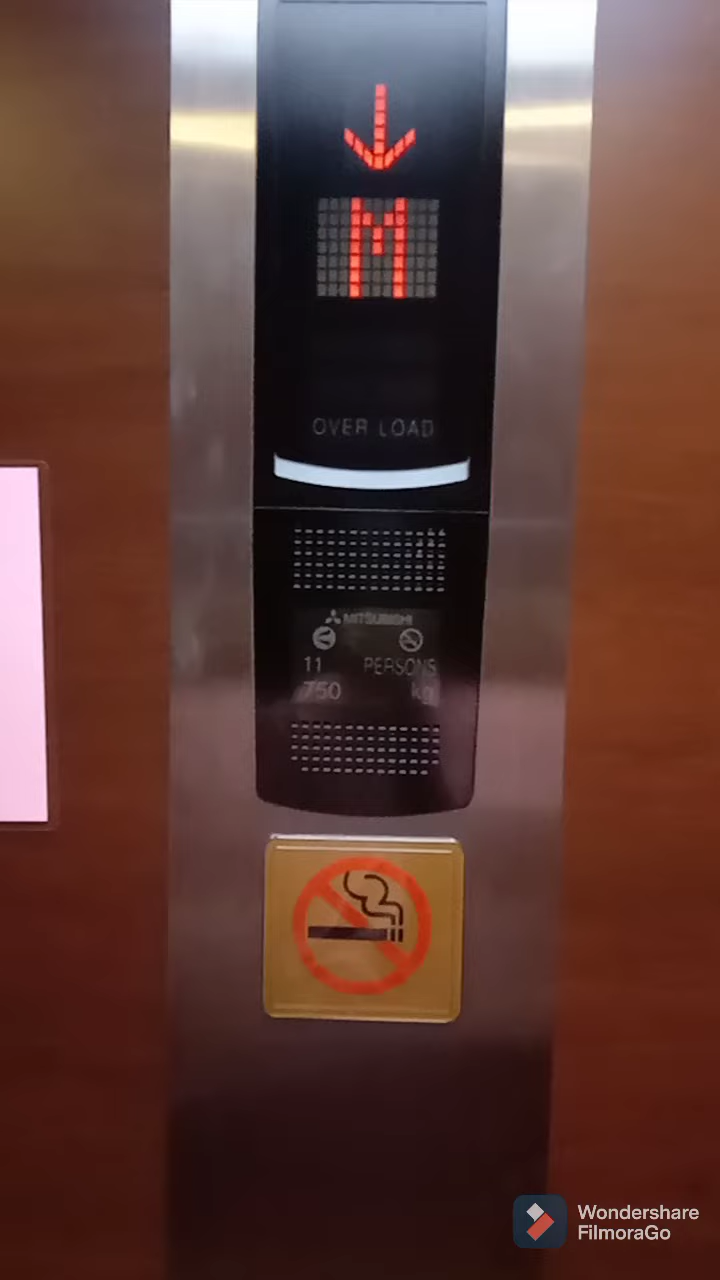 M
OVER LOAD
MITSUBISHI
11 PERSONS
750 kg
Wondershare
FilmoraGo